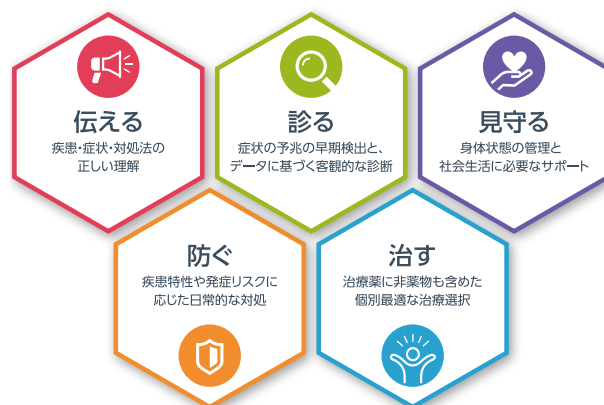 伝える
疾患・症状・対処法の
正しい理解
診る
症状の予兆の早期検出と、
データに基づく客観的な診断
見守る
身体状態の管理と
社会生活に必要なサポート
防ぐ
疾患特性や発症リスクに
応じた日常的な対処
治す
治療薬に非薬物も含めた
個別最適な治療選択